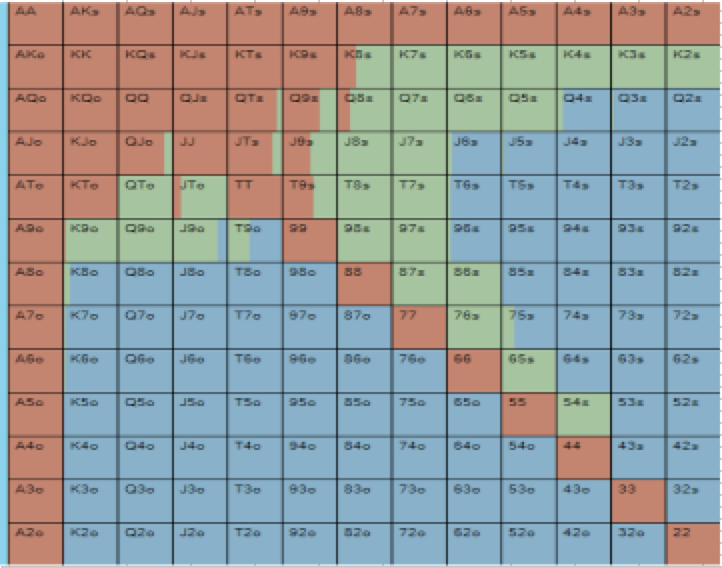 AA AKs AQs AJs ATs A9s A8s A7s A6s A5s A4s A3s A2s
AKo KK KQs KJs KTs K9s K8s K7s K6s K5s K4s K3s K2s
AQo KQo QQ QJs QTs Q9s Q8s Q7s Q6s Q5s Q4s Q3s Q2s
AJo KJo QJo JJ JTs J9s J8s J7s J6s J5s J4s J3s J2s
ATo KTo QTo JTo TT T9s T8s T7s T6s T5s T4s T3s T2s
A9o K9o Q9o J9o T9o 99 98s 97s 96s 95s 94s 93s 92s
A8o K8o Q8o J8o T8o 98o 88 87s 86s 85s 84s 83s 82s
A7o K7o Q7o J7o T7o 97o 87o 77 76s 75s 74s 73s 72s
A6o K6o Q6o J6o T6o 96o 86o 76o 66 65s 64s 63s 62s
A5o K5o Q5o J5o T5o 95o 85o 75o 65o 55 54s 53s 52s
A4o K4o Q4o J4o T4o 94o 84o 74o 64o 54o 44 43s 42s
A3o K3o Q3o J3o T3o 93o 83o 73o 63o 53o 43o 33 32s
A2o K2o Q2o J2o T2o 92o 82o 72o 62o 52o 42o 32o 22